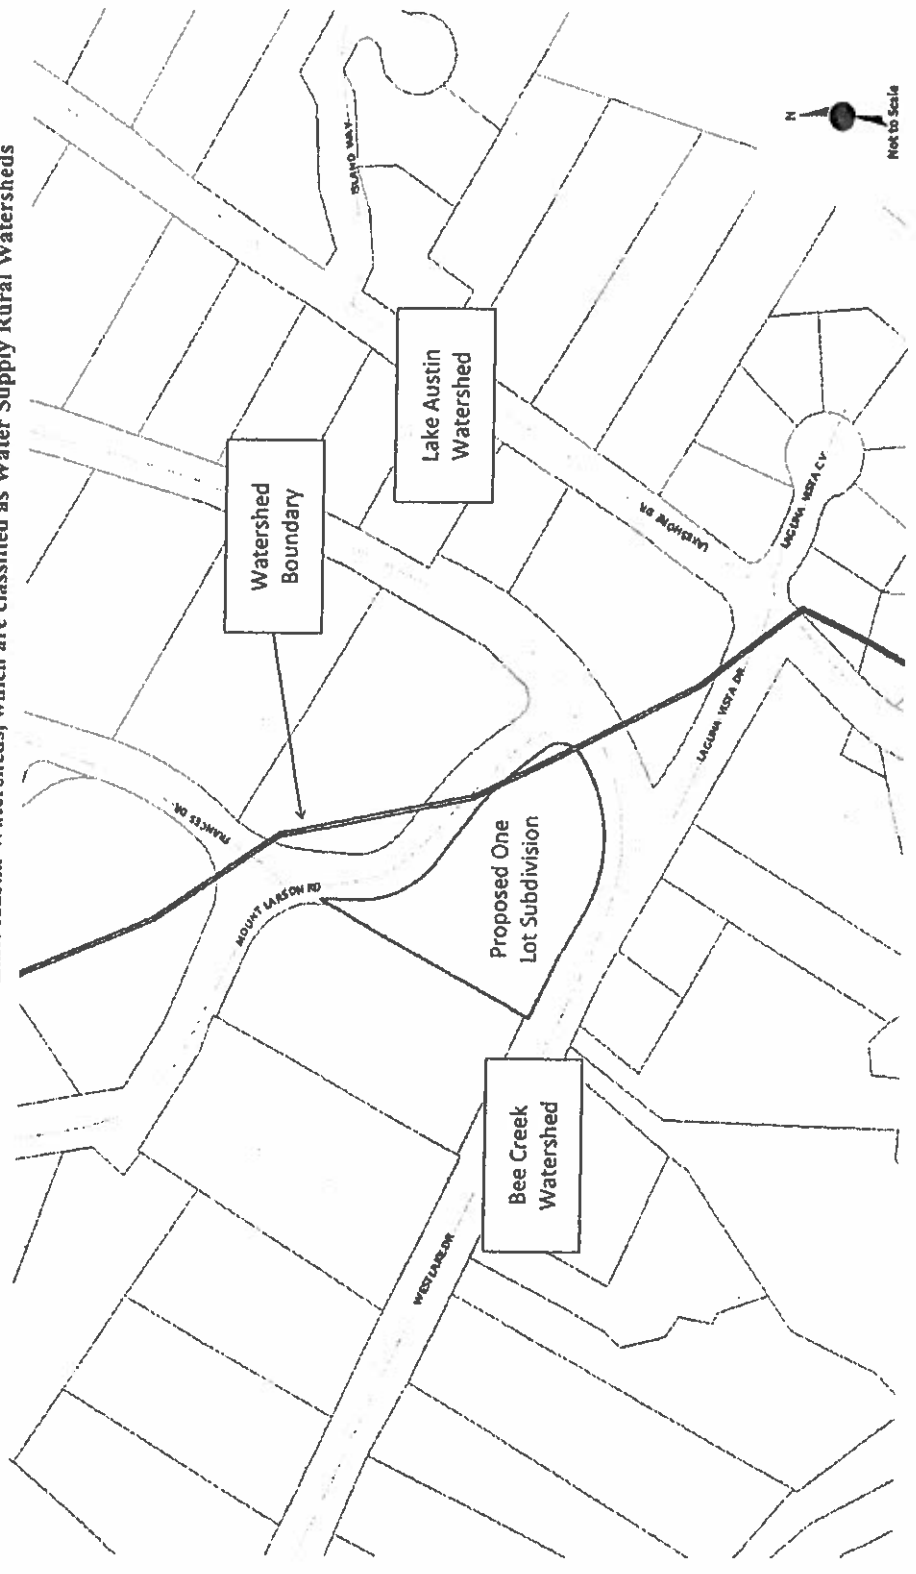 Watersheds, which are classified as Water Supply Rural Watersheds
ISLAND WAY
Lake Austin
Watershed
Watershed
Boundary
LAKESHORE DR
LAGUNA VISTA CV
LAGUNA VISTA DR
FRANCES DR
MOUNT LARSON RD
Proposed One
Lot Subdivision
Bee Creek
Watershed
WESTLAKE DR
N
Not to Scale